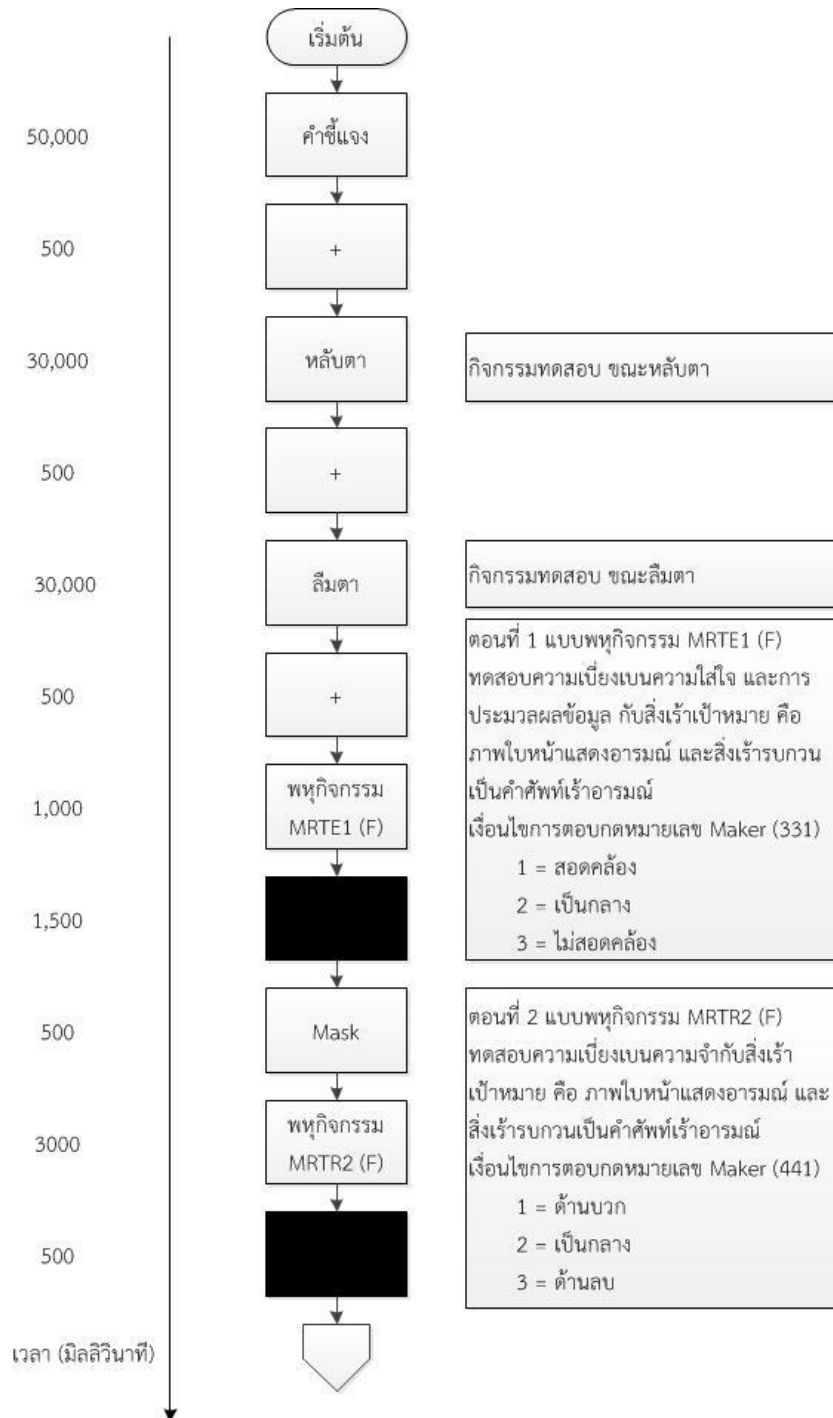 เริ่มต้น
50,000
คำชี้แจง
500
+
30,000
หลับตา
กิจกรรมทดสอบ ขณะหลับตา
500
+
30,000
ลืมตา
กิจกรรมทดสอบ ขณะลืมตา
500
+
1,000
พหุกิจกรรม
MRTE1 (F)
1,500
ตอนที่ 1 แบบพหุกิจกรรม MRTE1 (F)
ทดสอบความเบี่ยงเบนความใส่ใจ และการ
ประมวลผลข้อมูล กับสิ่งเร้าเป้าหมาย คือ
ภาพใบหน้าแสดงอารมณ์ และสิ่งเร้ารบกวน
เป็นคำศัพท์เร้าอารมณ์
เงื่อนไขการตอบกดหมายเลข Maker (331)
1 = สอดคล้อง
2 = เป็นกลาง
3 = ไม่สอดคล้อง
500
Mask
3000
พหุกิจกรรม
MRTR2 (F)
500
ตอนที่ 2 แบบพหุกิจกรรม MRTR2 (F)
ทดสอบความเบี่ยงเบนความจำกับสิ่งเร้า
เป้าหมาย คือ ภาพใบหน้าแสดงอารมณ์ และ
สิ่งเร้ารบกวนเป็นคำศัพท์เร้าอารมณ์
เงื่อนไขการตอบกดหมายเลข Maker (441)
1 = ด้านบวก
2 = เป็นกลาง
3 = ด้านลบ
เวลา (มิลลิวินาที)